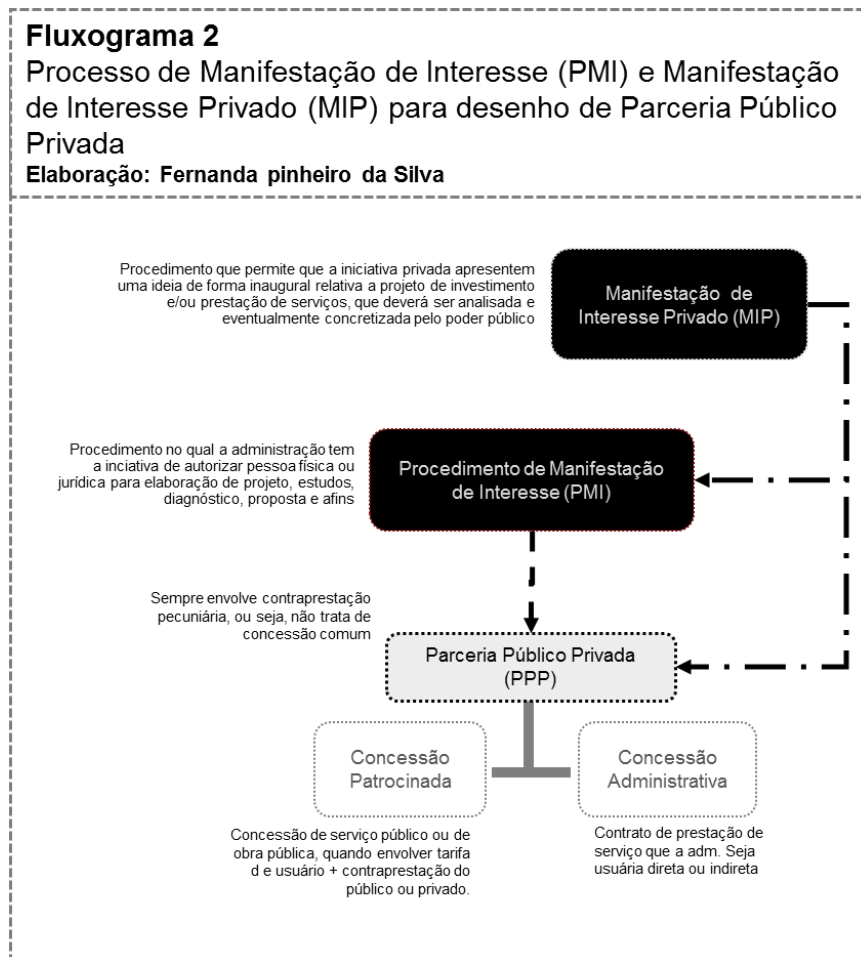 Fluxograma 2
Processo de Manifestação de Interesse (PMI) e Manifestação
de Interesse Privado (MIP) para desenho de Parceria Público
Privada
Elaboração: Fernanda pinheiro da Silva
Procedimento que permite que a iniciativa privada apresentem
uma ideia de forma inaugural relativa a projeto de investimento
e/ou prestação de serviços, que deverá ser analisada e
eventualmente concretizada pelo poder público
Manifestação de
Interesse Privado (MIP)
Procedimento no qual a administração tem
a inciativa de autorizar pessoa física ou
jurídica para elaboração de projeto, estudos,
diagnóstico, proposta e afins
Procedimento de Manifestação
de Interesse (PMI)
Sempre envolve contraprestação
pecuniária, ou seja, não trata de
concessão comum
Parceria Público Privada
(PPP)
Concessão
Patrocinada
Concessão
Administrativa
Concessão de serviço público ou de
obra pública, quando envolver tarifa
d e usuário + contraprestação do
público ou privado.
Contrato de prestação de
serviço que a adm. Seja
usuária direta ou indireta